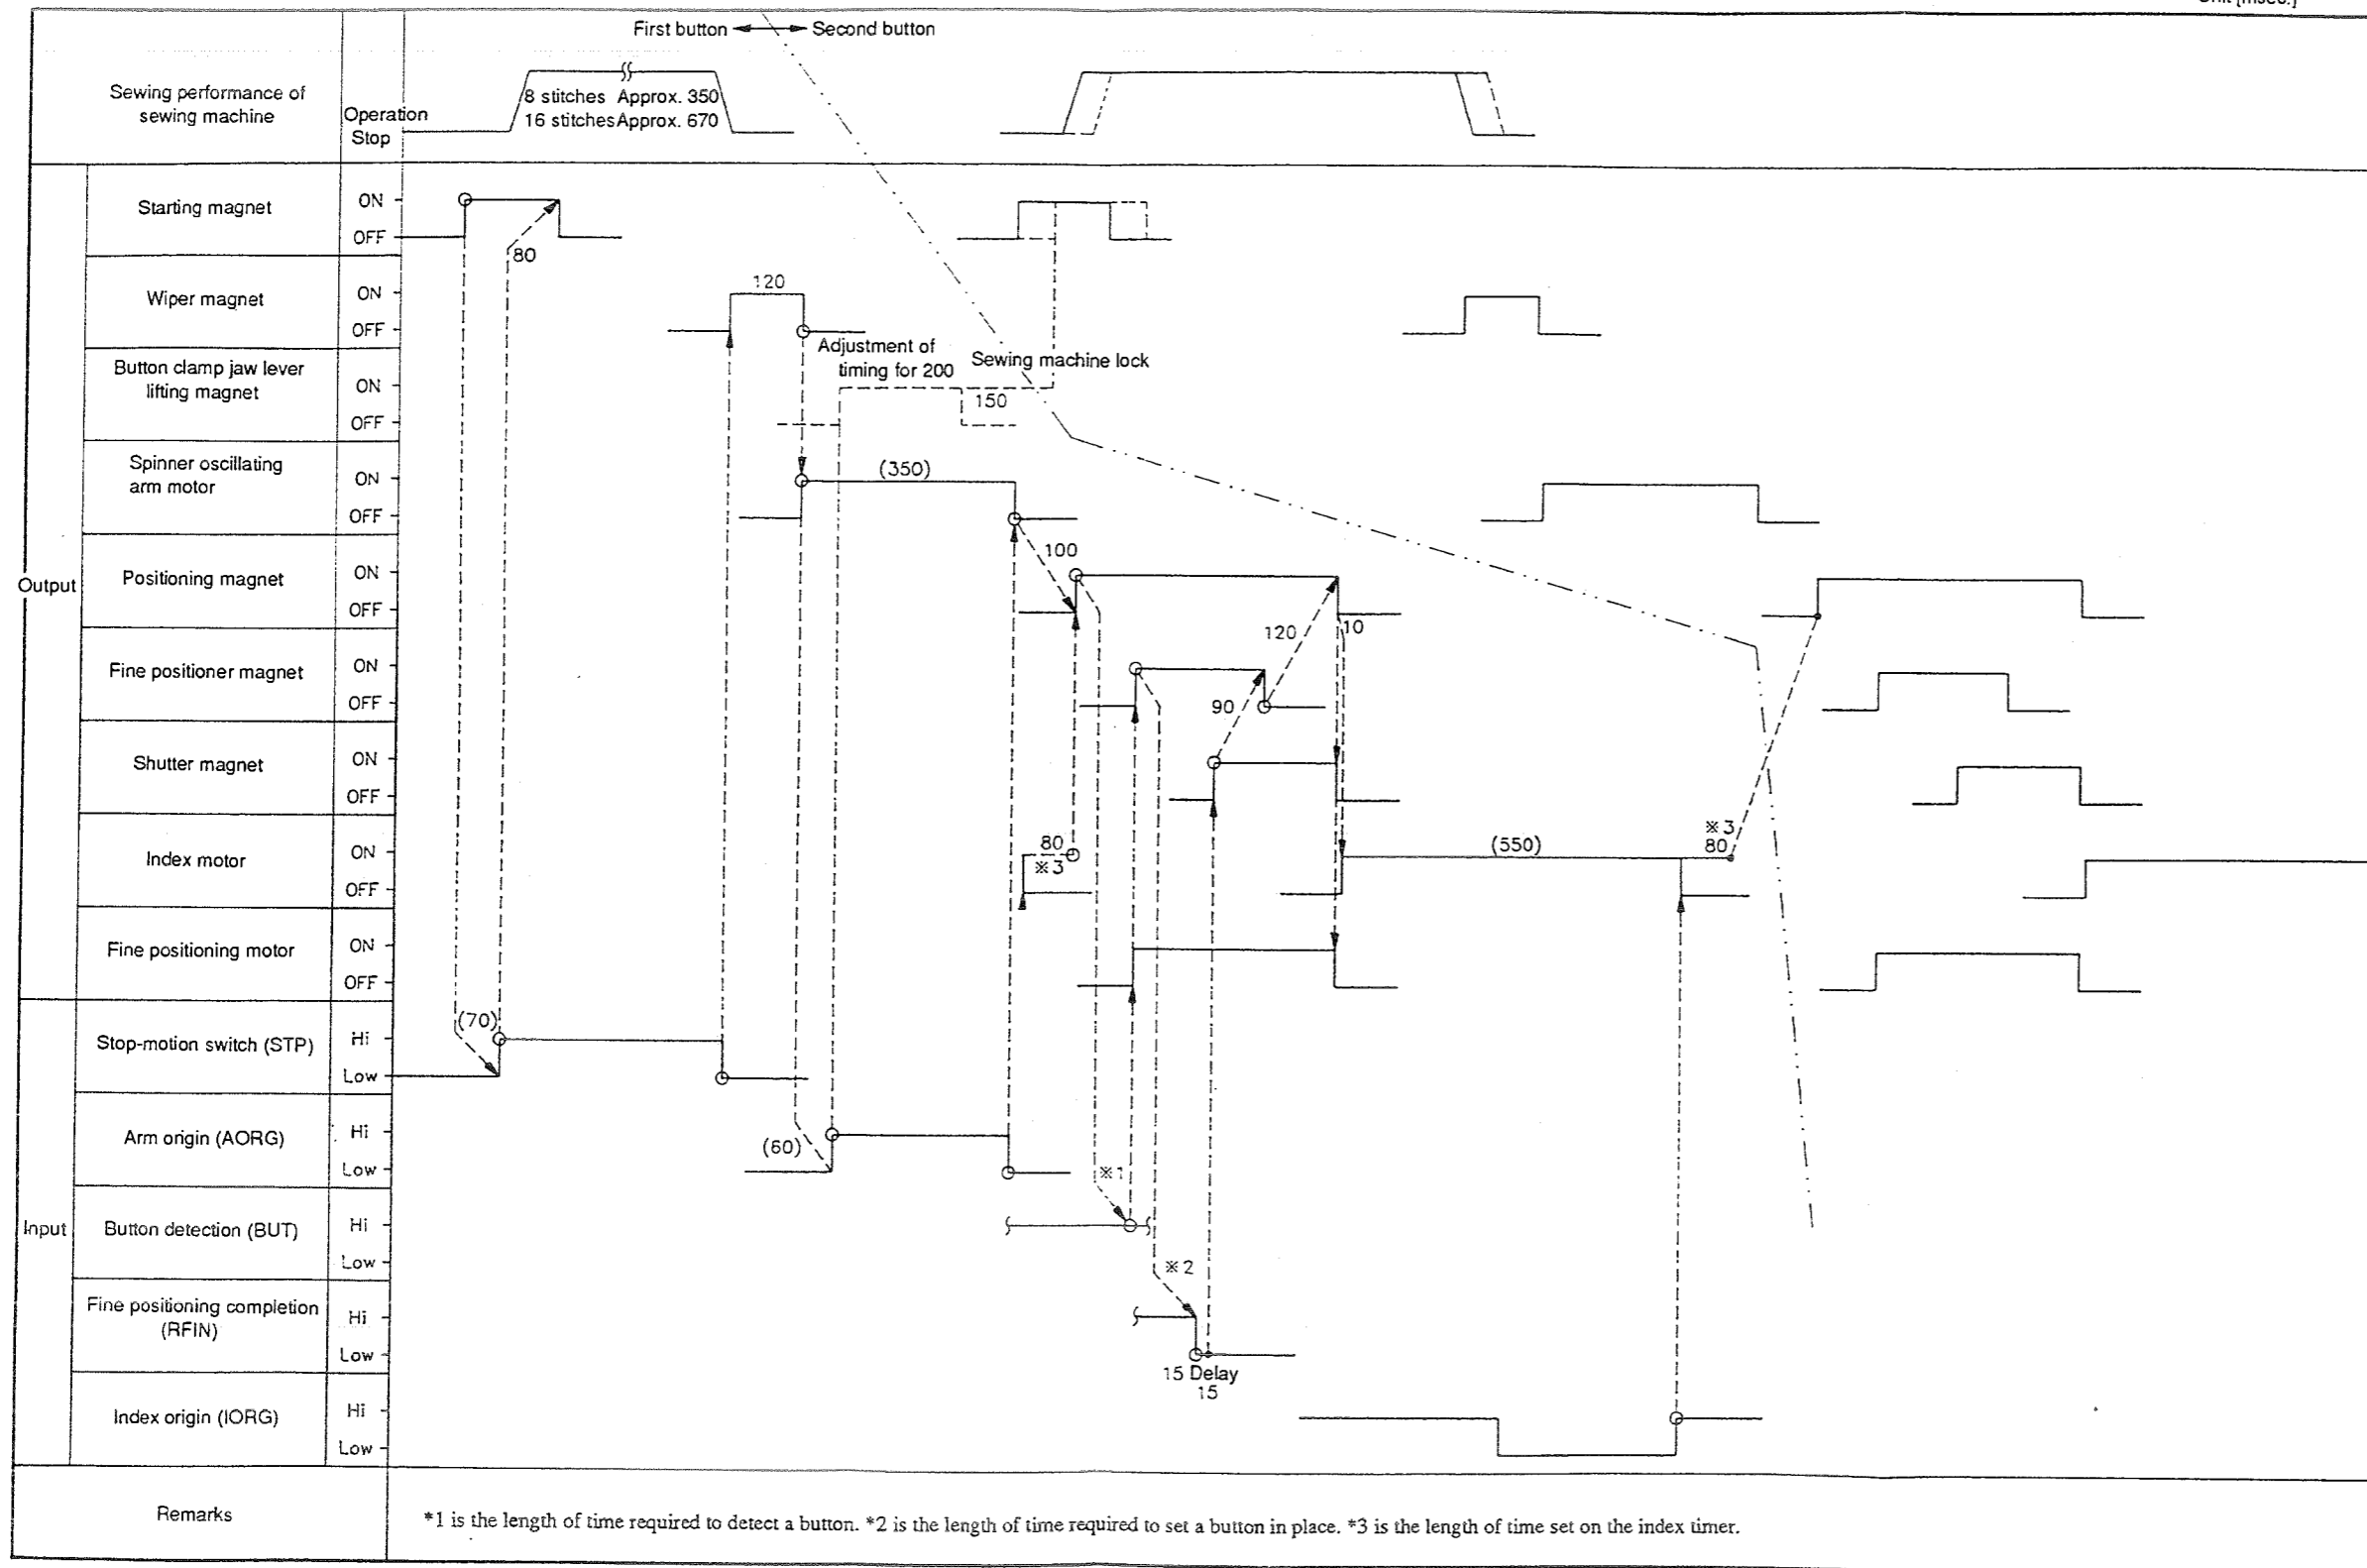 Unit [msec.]
First button Second button
Sewing performance of
sewing machine
Operation
Stop
8 stitches Approx. 350
16 stitches Approx. 670
Output
Starting magnet
ON
OFF
80
Wiper magnet
ON
OFF
120
Adjustment of
timing for 200
Sewing machine lock
Button clamp jaw lever
lifting magnet
ON
OFF
150
Spinner oscillating
arm motor
ON
OFF
(350)
Positioning magnet
ON
OFF
100
120
10
Fine positioner magnet
ON
OFF
90
Shutter magnet
ON
OFF
Index motor
ON
OFF
80
※3
(550)
※3
80
Fine positioning motor
ON
OFF
Input
Stop-motion switch (STP)
Hi
Low
(70)
Arm origin (AORG)
Hi
Low
(60)
※1
Button detection (BUT)
Hi
Low
※2
Fine positioning completion
(RFIN)
Hi
Low
15 Delay
15
Index origin (IORG)
Hi
Low
Remarks
*1 is the length of time required to detect a button. *2 is the length of time required to set a button in place. *3 is the length of time set on the index timer.